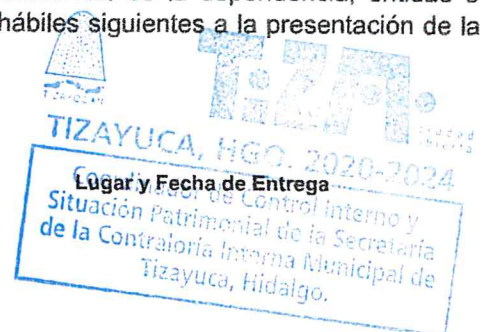 hábiles siguientes a la presentación de la
TIZAYUCA
TIZAYUCA, HGO. 2020-2024
Lugar y Fecha de Entrega
Coordinador de Control Interno y
Situación Patrimonial de la Secretaría
de la Contraloría Interna Municipal de
Tizayuca, Hidalgo.